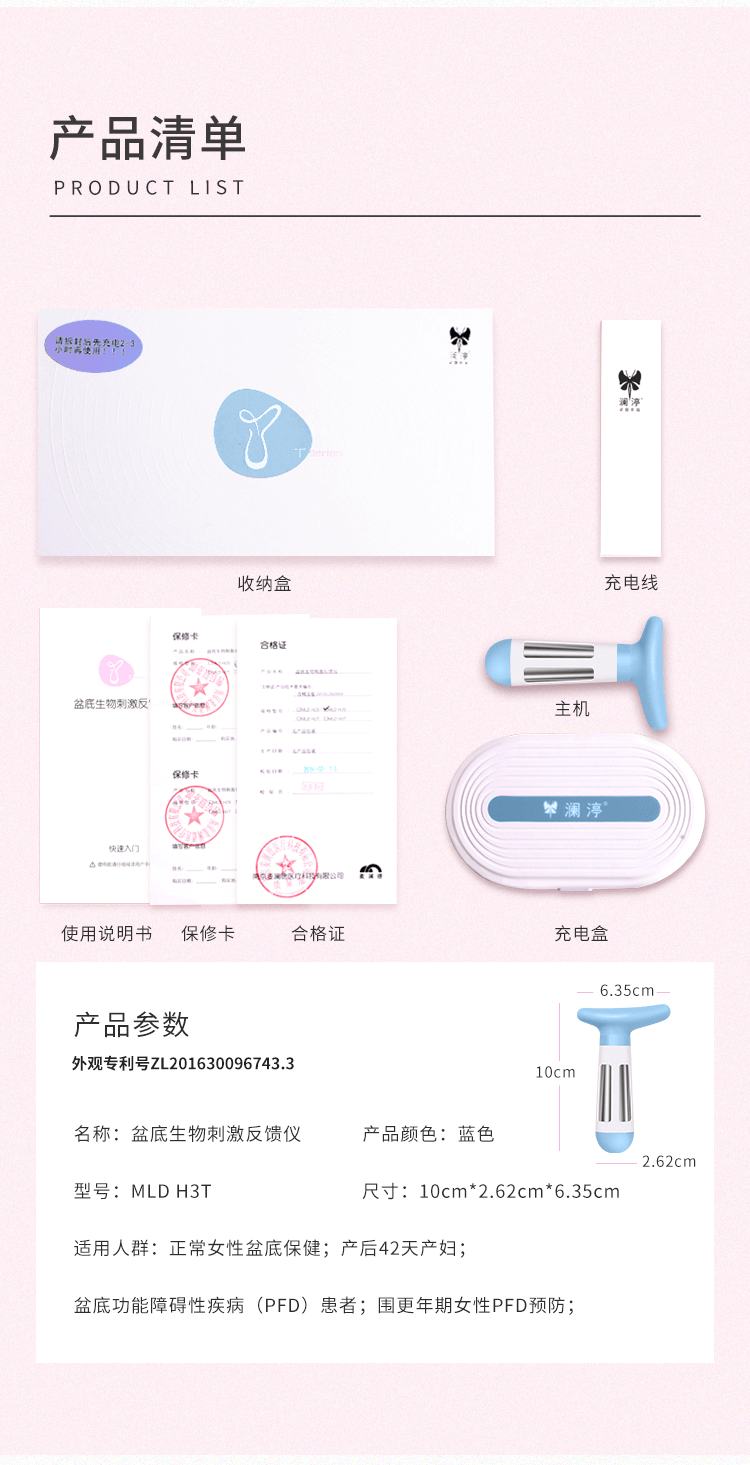 产品清单
PRODUCT LIST
请拆封后先充电2-3
小时再使用！！！
澜渟
澜渟
收纳盒
充电线
盆底生物刺激反
快速入门
保修卡
保修卡
合格证
主机
澜渟
使用说明书
保修卡
合格证
充电盒
产品参数
外观专利号ZL201630096743.3
6.35cm
10cm
2.62cm
名称：盆底生物刺激反馈仪
产品颜色：蓝色
型号：MLD H3T
尺寸：10cm*2.62cm*6.35cm
适用人群：正常女性盆底保健；产后42天产妇；
盆底功能障碍性疾病（PFD）患者；围更年期女性PFD预防；